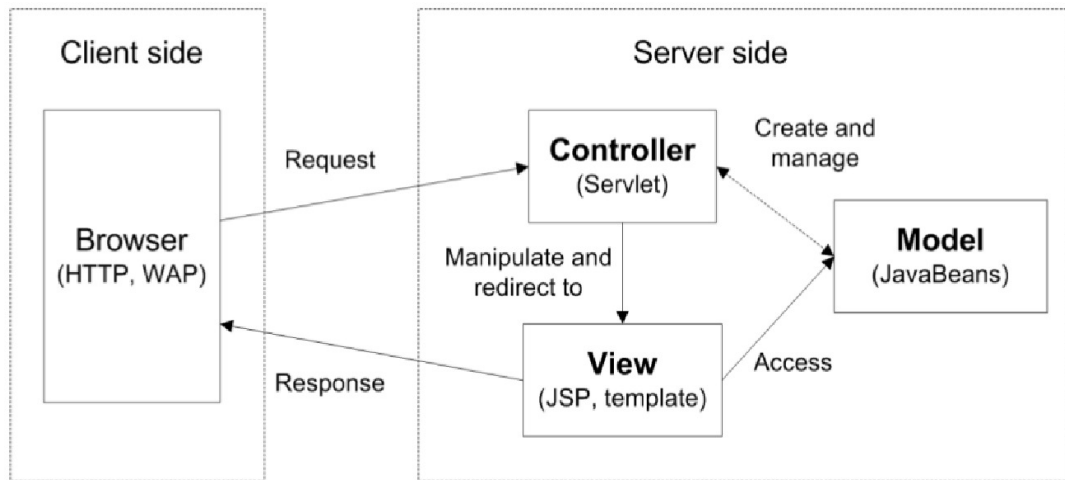 Client side
Server side
Request
Controller
(Servlet)
Create and
manage
Browser
(HTTP, WAP)
Manipulate and
redirect to
Model
(JavaBeans)
View
(JSP, template)
Access
Response